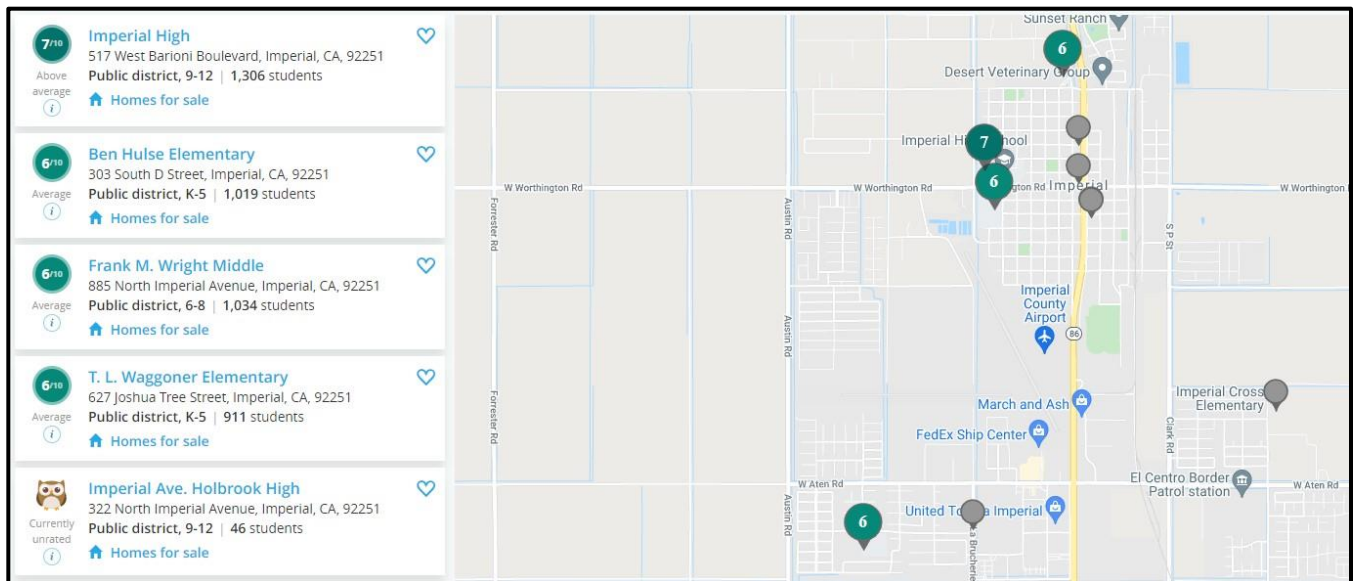 7/10
Above
average
i
Imperial High
517 West Barioni Boulevard, Imperial, CA, 92251
Public district, 9-12 | 1,306 students
Homes for sale
6/10
Average
i
Ben Hulse Elementary
303 South D Street, Imperial, CA, 92251
Public district, K-5 | 1,019 students
Homes for sale
6/10
Average
i
Frank M. Wright Middle
885 North Imperial Avenue, Imperial, CA, 92251
Public district, 6-8 | 1,034 students
Homes for sale
6/10
Average
i
T. L. Waggoner Elementary
627 Joshua Tree Street, Imperial, CA, 92251
Public district, K-5 | 911 students
Homes for sale
Currently
unrated
i
Imperial Ave. Holbrook High
322 North Imperial Avenue, Imperial, CA, 92251
Public district, 9-12 | 46 students
Homes for sale
Sunset Ranch
6
Desert Veterinary Group
7
Imperial High School
6
W Worthington Rd
W Worthington Rd
Imperial
W Worthington
Forrester Rd
Austin Rd
S P St
Imperial
County
Airport
86
Austin Rd
Forrester Rd
Imperial Cross
Elementary
March and Ash
FedEx Ship Center
Clark Rd
W Aten Rd
El Centro Border
Patrol station
W Aten Rd
Austin Rd
6
United Toyota Imperial
La Brucherie